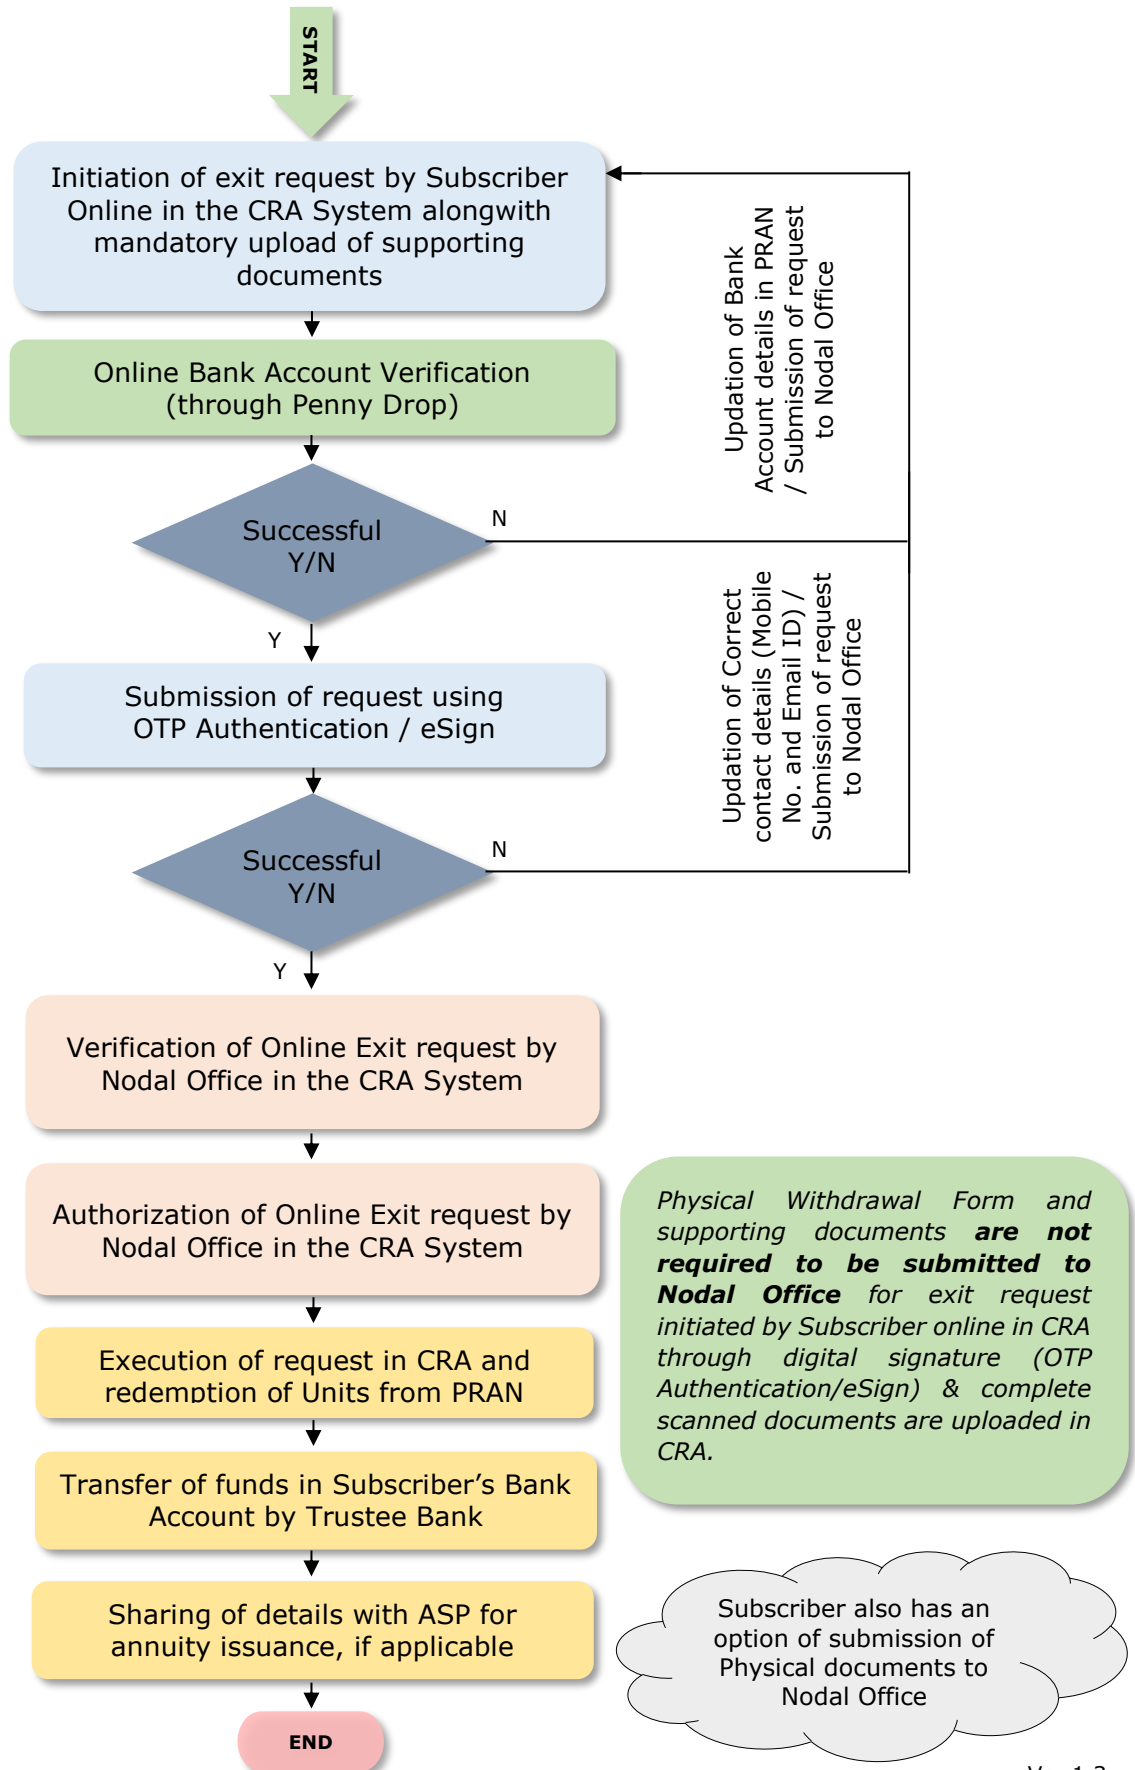 START
Initiation of exit request by Subscriber
Online in the CRA System alongwith
mandatory upload of supporting
documents
Updation of Bank
Account details in PRAN
/ Submission of request
to Nodal Office
Online Bank Account Verification
(through Penny Drop)
Successful
Y/N
N
Y
Updation of Correct
contact details (Mobile
No. and Email ID) /
Submission of request
to Nodal Office
Submission of request using
OTP Authentication / eSign
Successful
Y/N
N
Y
Verification of Online Exit request by
Nodal Office in the CRA System
Authorization of Online Exit request by
Nodal Office in the CRA System
Physical Withdrawal Form and
supporting documents are not
required to be submitted to
Nodal Office for exit request
initiated by Subscriber online in CRA
through digital signature (OTP
Authentication/eSign) & complete
scanned documents are uploaded in
CRA.
Execution of request in CRA and
redemption of Units from PRAN
Transfer of funds in Subscriber's Bank
Account by Trustee Bank
Sharing of details with ASP for
annuity issuance, if applicable
Subscriber also has an
option of submission of
Physical documents to
Nodal Office
END